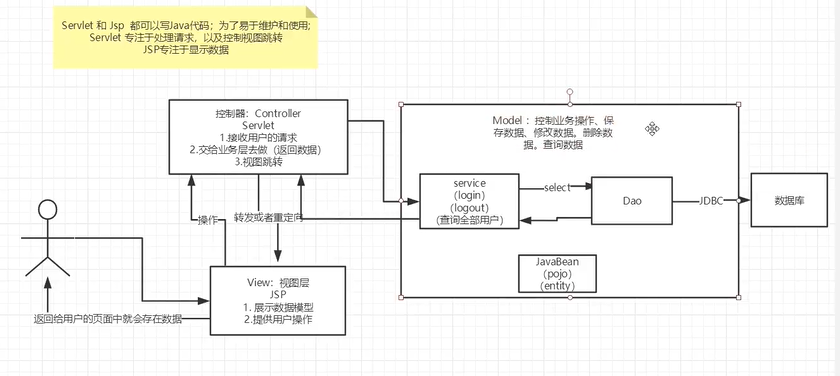 Servlet 和 Jsp 都可以写Java代码；为了易于维护和使用;
Servlet 专注于处理请求，以及控制视图跳转
JSP专注于显示数据
控制器：Controller
Servlet
1.接收用户的请求
2.交给业务层去做（返回数据）
3.视图跳转
Model ：控制业务操作、保
存数据、修改数据。删除数
据。查询数据
service
（login）
（logout）
(查询全部用户)
select
Dao
JDBC
数据库
操作
转发或者重定向
JavaBean
（pojo）
（entity）
View：视图层
JSP
1. 展示数据模型
2.提供用户操作
返回给用户的页面中就会存在数据